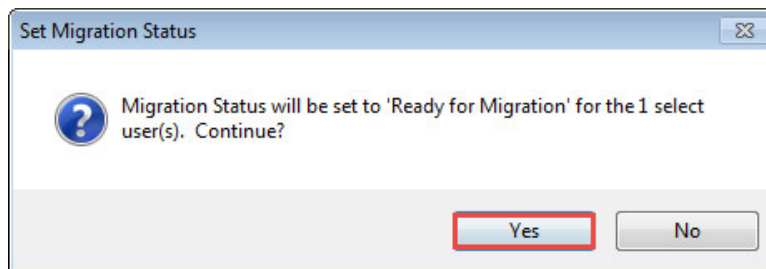 Set Migration Status
Migration Status will be set to 'Ready for Migration' for the 1 select
user(s).  Continue?
Yes
No